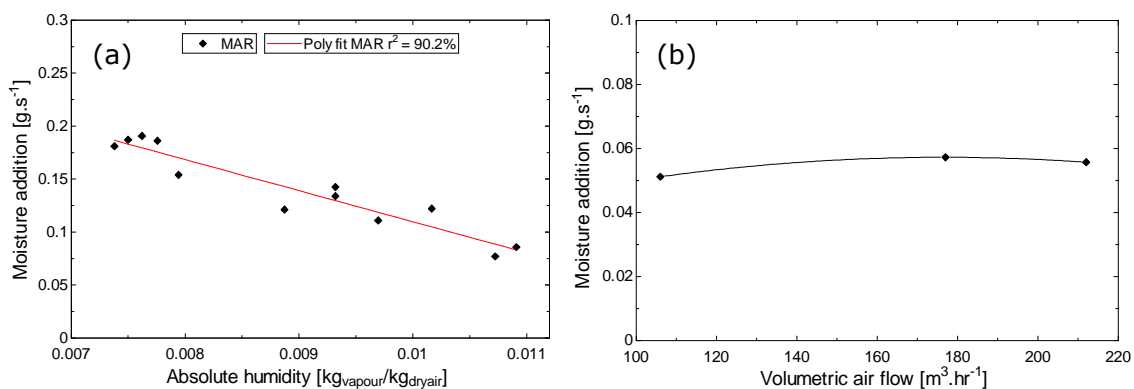 (a)
MAR
Poly fit MAR r² = 90.2%
Moisture addition [g.s⁻¹]
0.3
0.25
0.2
0.15
0.1
0.05
0
0.007 0.008 0.009 0.01 0.011
Absolute humidity [kg_vapour/kg_dryair]
(b)
Moisture addition [g.s⁻¹]
0.1
0.08
0.06
0.04
0.02
0.00
100 120 140 160 180 200 220
Volumetric air flow [m³.hr⁻¹]